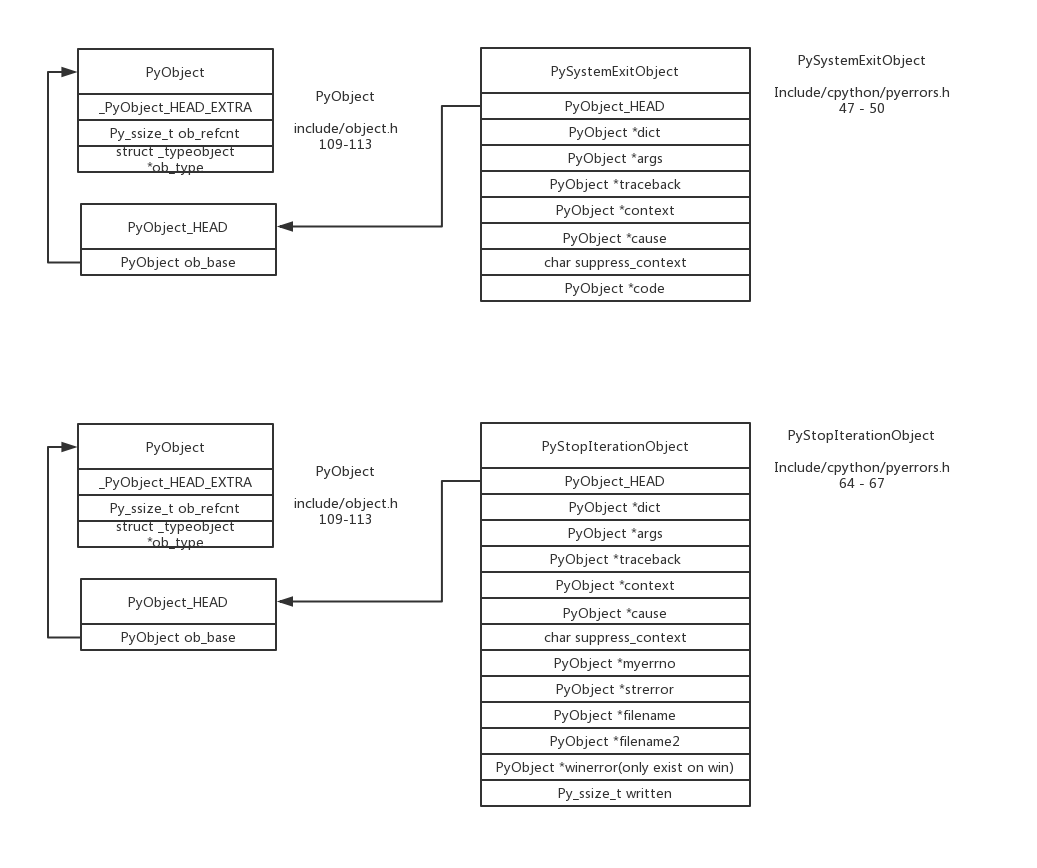 PyObject
_PyObject_HEAD_EXTRA
Py_ssize_t ob_refcnt
struct _typeobject
*ob_type
PyObject
include/object.h
109-113
PyObject_HEAD
PyObject ob_base
PySystemExitObject
PyObject_HEAD
PyObject *dict
PyObject *args
PyObject *traceback
PyObject *context
PyObject *cause
char suppress_context
PyObject *code
PySystemExitObject
Include/cpython/pyerrors.h
47 - 50
PyObject
_PyObject_HEAD_EXTRA
Py_ssize_t ob_refcnt
struct _typeobject
*ob_type
PyObject
include/object.h
109-113
PyObject_HEAD
PyObject ob_base
PyStopIterationObject
PyObject_HEAD
PyObject *dict
PyObject *args
PyObject *traceback
PyObject *context
PyObject *cause
char suppress_context
PyObject *myerrno
PyObject *strerror
PyObject *filename
PyObject *filename2
PyObject *winerror(only exist on win)
Py_ssize_t written
PyStopIterationObject
Include/cpython/pyerrors.h
64 - 67